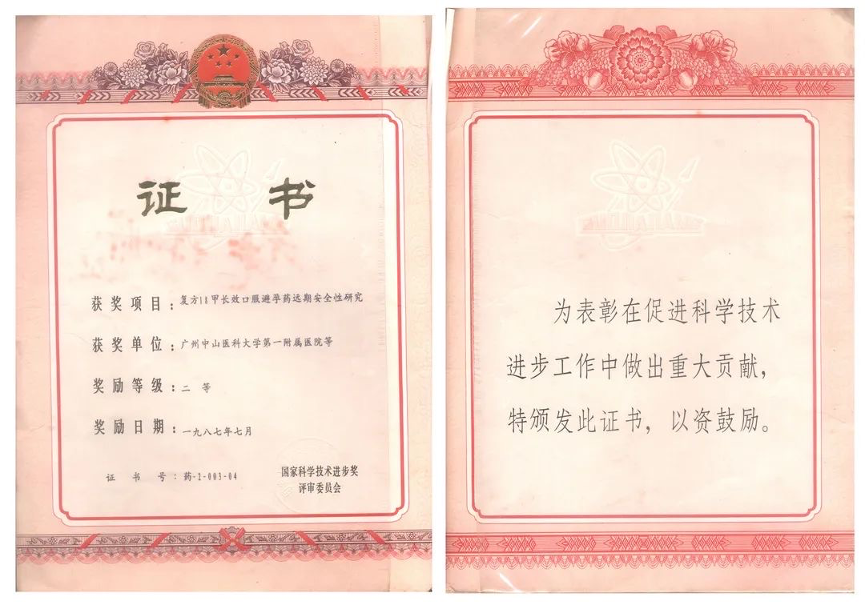 证 书
获奖项目：复方18甲长效口服避孕药远期安全性研究
获奖单位：广州中山医科大学第一附属医院等
奖励等级：二 等
奖励日期：一九八七年七月
证 书 号：药-2-003-04
国家科学技术进步奖
评审委员会
为表彰在促进科学技术
进步工作中做出重大贡献，
特颁发此证书，以资鼓励。